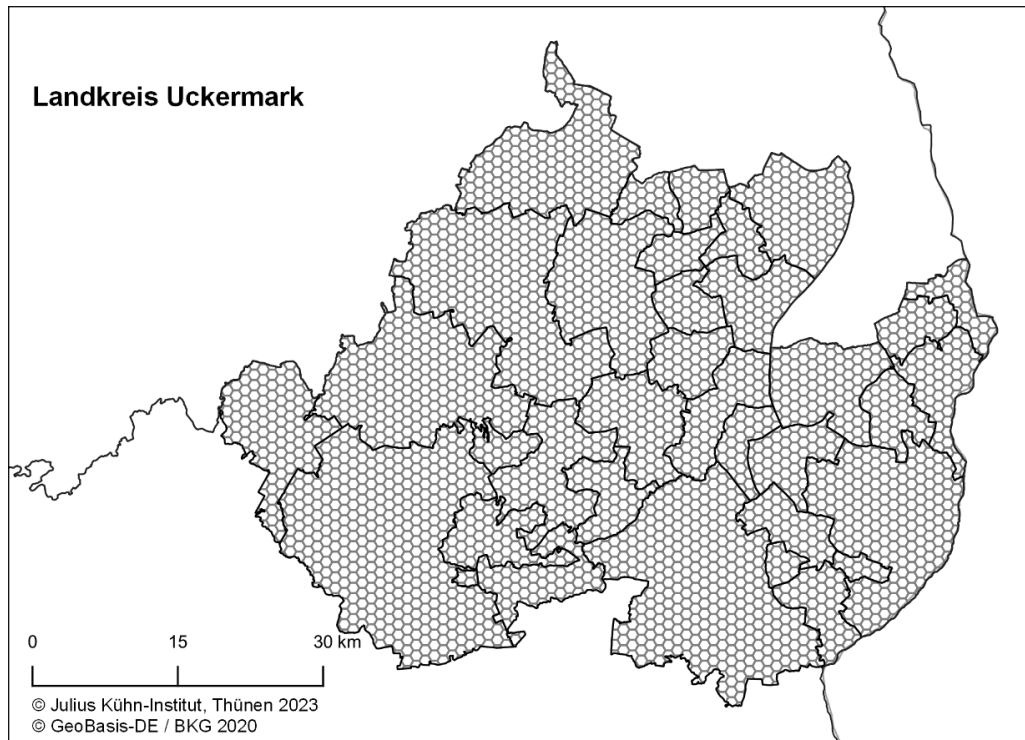 Landkreis Uckermark
0 15 30 km
© Julius Kühn-Institut, Thünen 2023
© GeoBasis-DE / BKG 2020